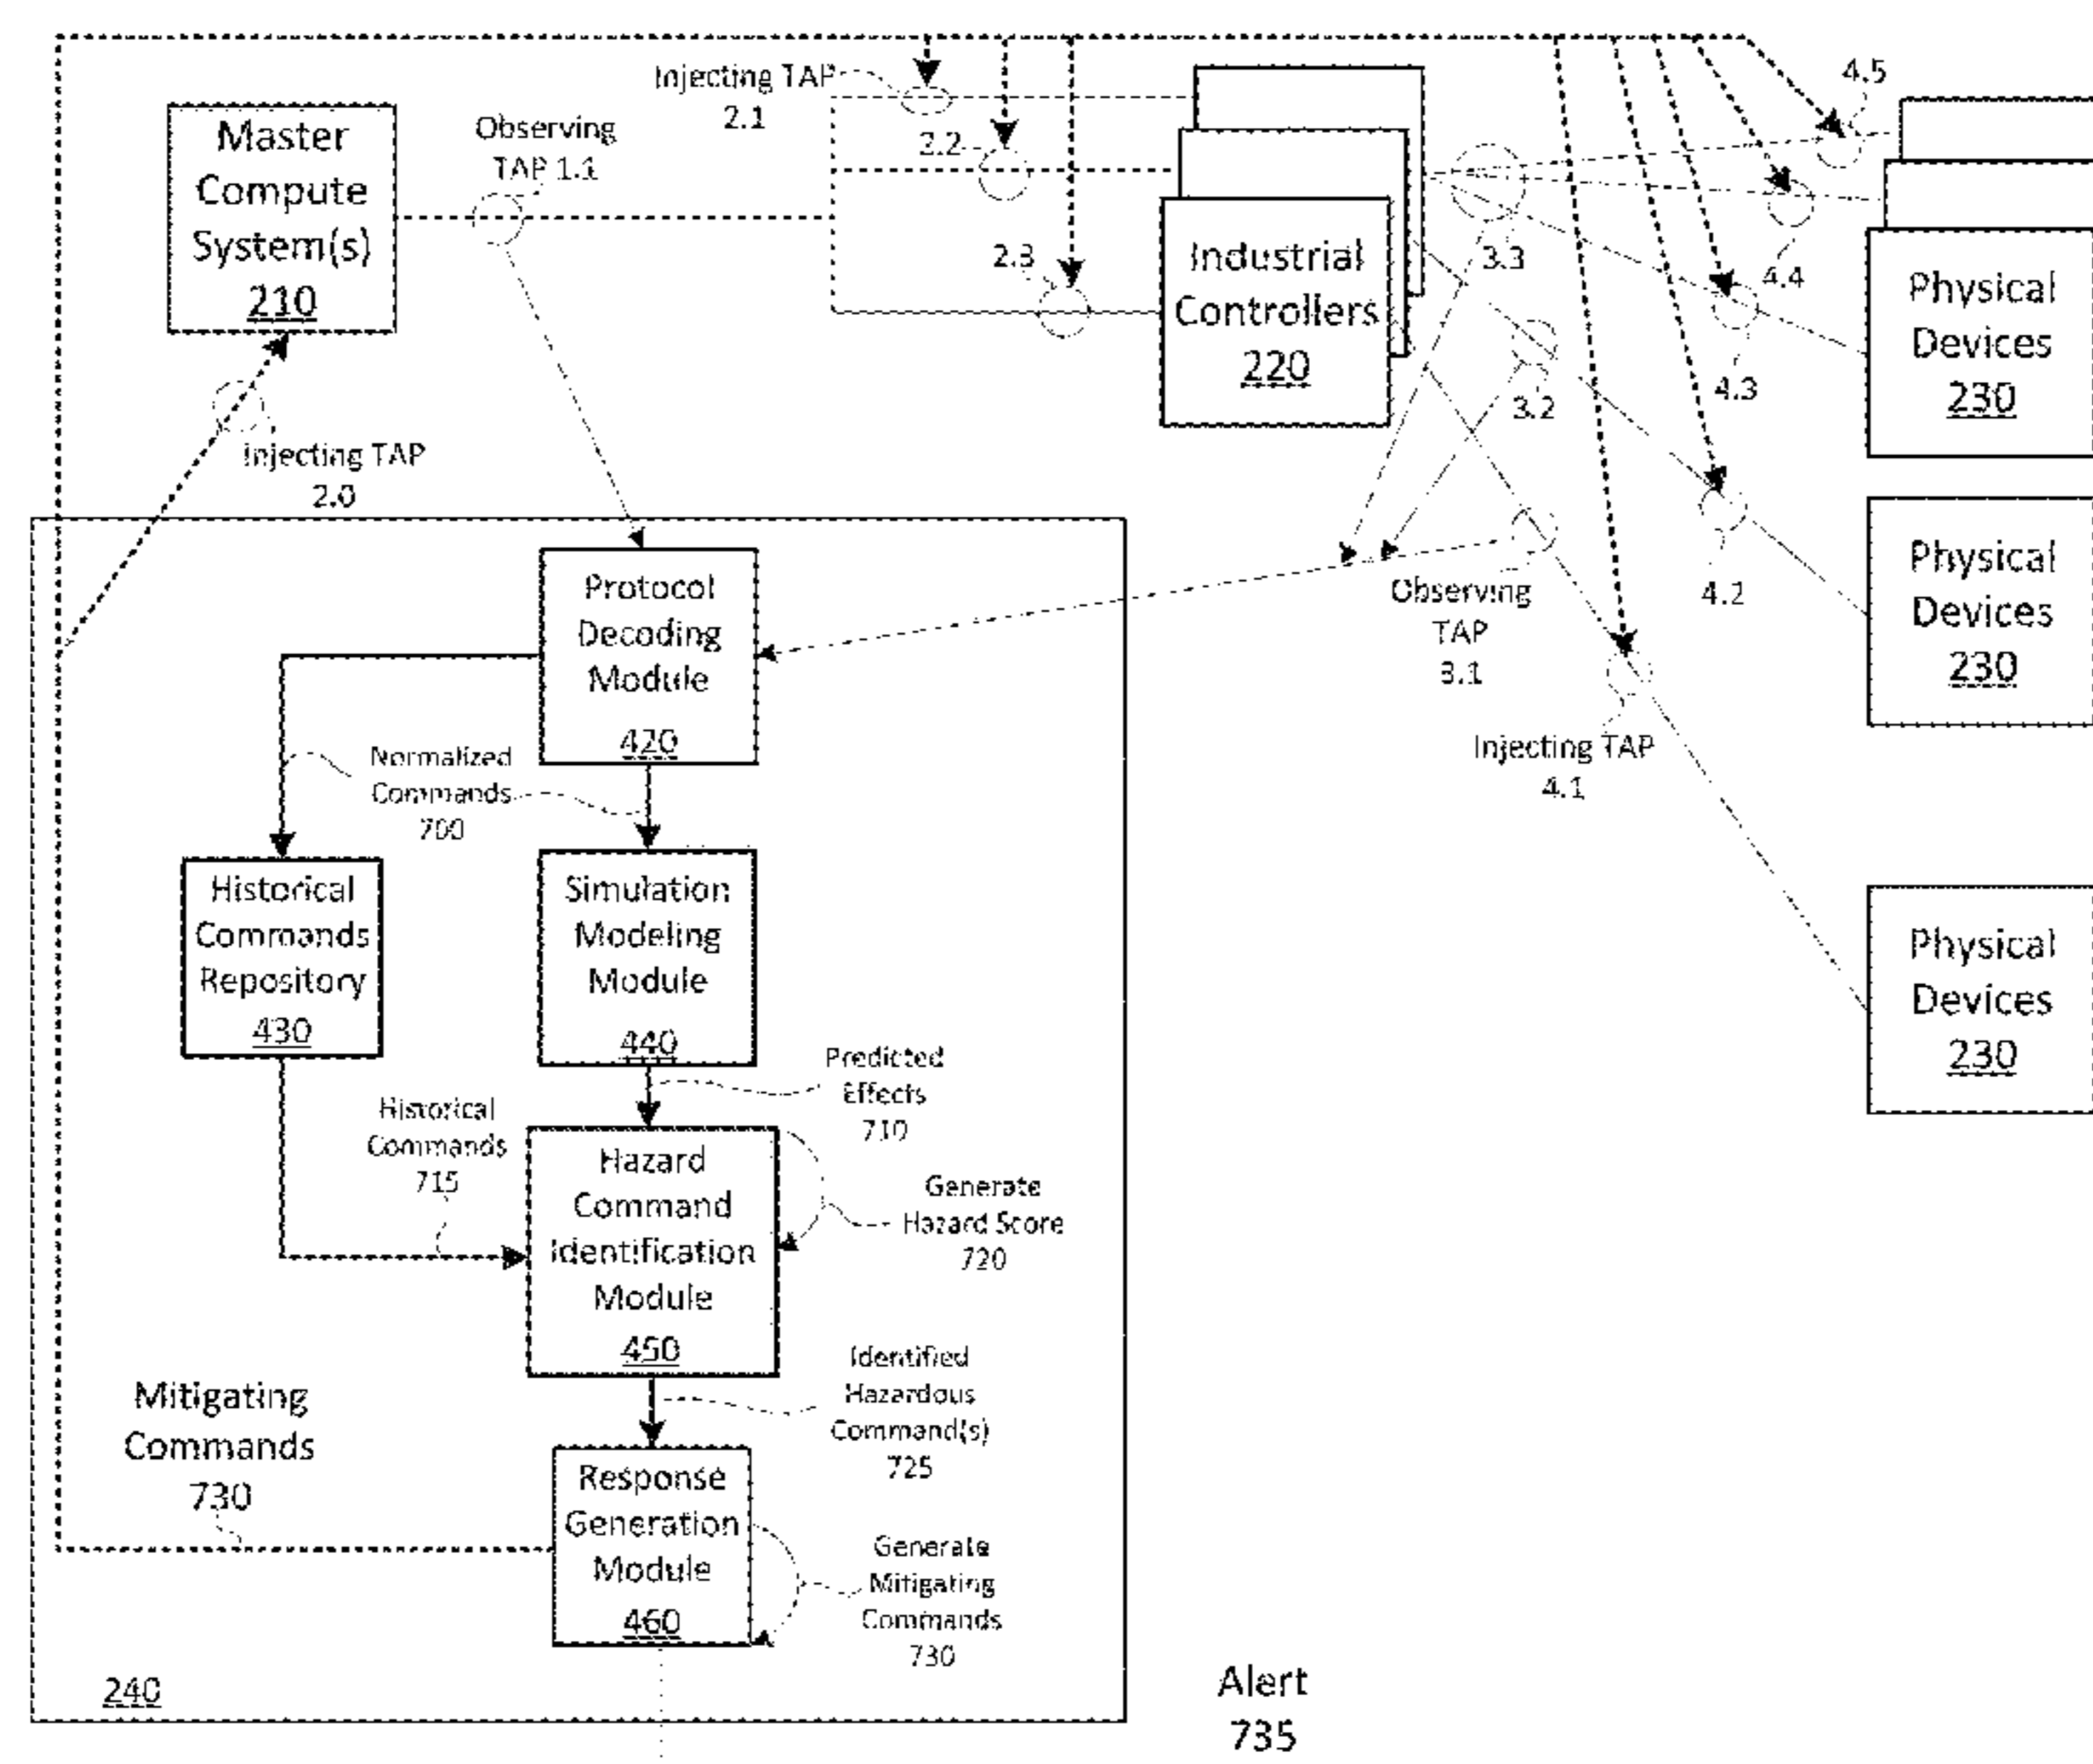 Master
Compute
System(s)
210
Observing
TAP 1.1
Injecting TAP
2.1
2.2
2.3
Industrial
Controllers
220
3.3
3.2
4.5
4.4
4.3
4.2
Physical
Devices
230
Physical
Devices
230
Physical
Devices
230
Injecting TAP
2.0
Observing
TAP
3.1
Injecting TAP
4.1
Protocol
Decoding
Module
420
Normalized
Commands
700
Historical
Commands
Repository
430
Simulation
Modeling
Module
440
Predicted
Effects
710
Historical
Commands
715
Hazard
Command
Identification
Module
450
Generate
Hazard Score
720
Identified
Hazardous
Command(s)
725
Mitigating
Commands
730
Response
Generation
Module
460
Generate
Mitigating
Commands
730
240
Alert
735